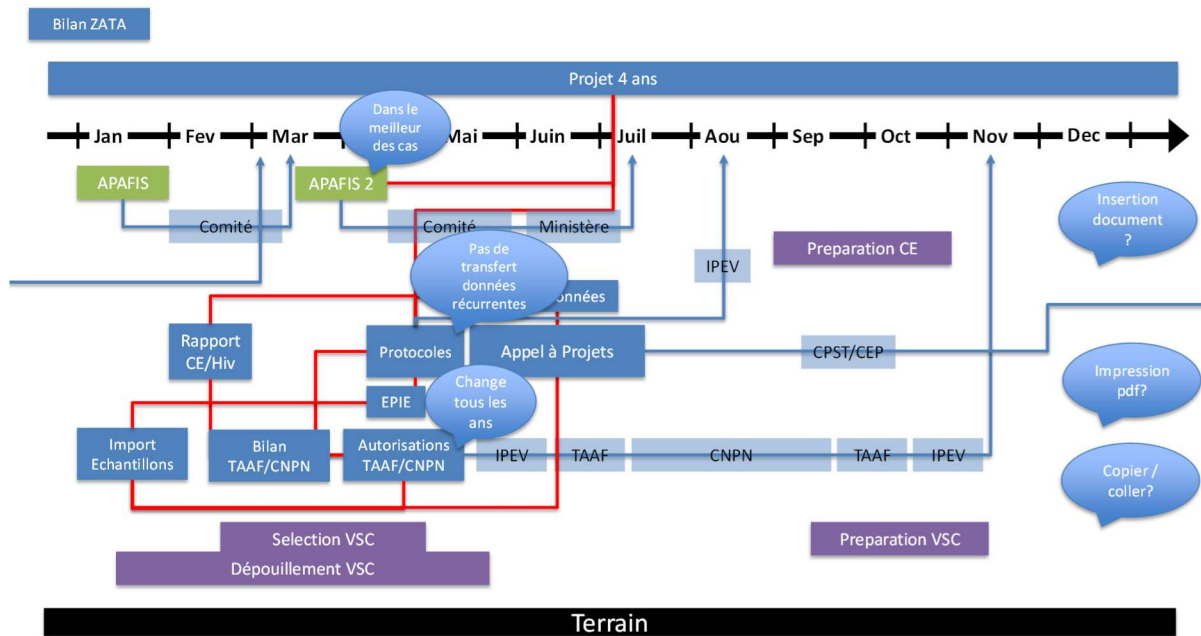 Bilan ZATA
Projet 4 ans
Jan
Fev
Mar
Mai
Juin
Juil
Aou
Sep
Oct
Nov
Dec
Dans le
meilleur
des cas
APAFIS
APAFIS 2
Comité
Comité
Ministère
Insertion
document
?
Preparation CE
IPEV
Pas de
transfert
données
récurrentes
Rapport
CE/Hiv
Protocoles
Appel à Projets
CPST/CEP
Impression
pdf?
EPIE
Change
tous les
ans
Import
Echantillons
Bilan
TAAF/CNPN
Autorisations
TAAF/CNPN
IPEV
TAAF
CNPN
TAAF
IPEV
Copier /
coller?
Selection VSC
Preparation VSC
Dépouillement VSC
Terrain